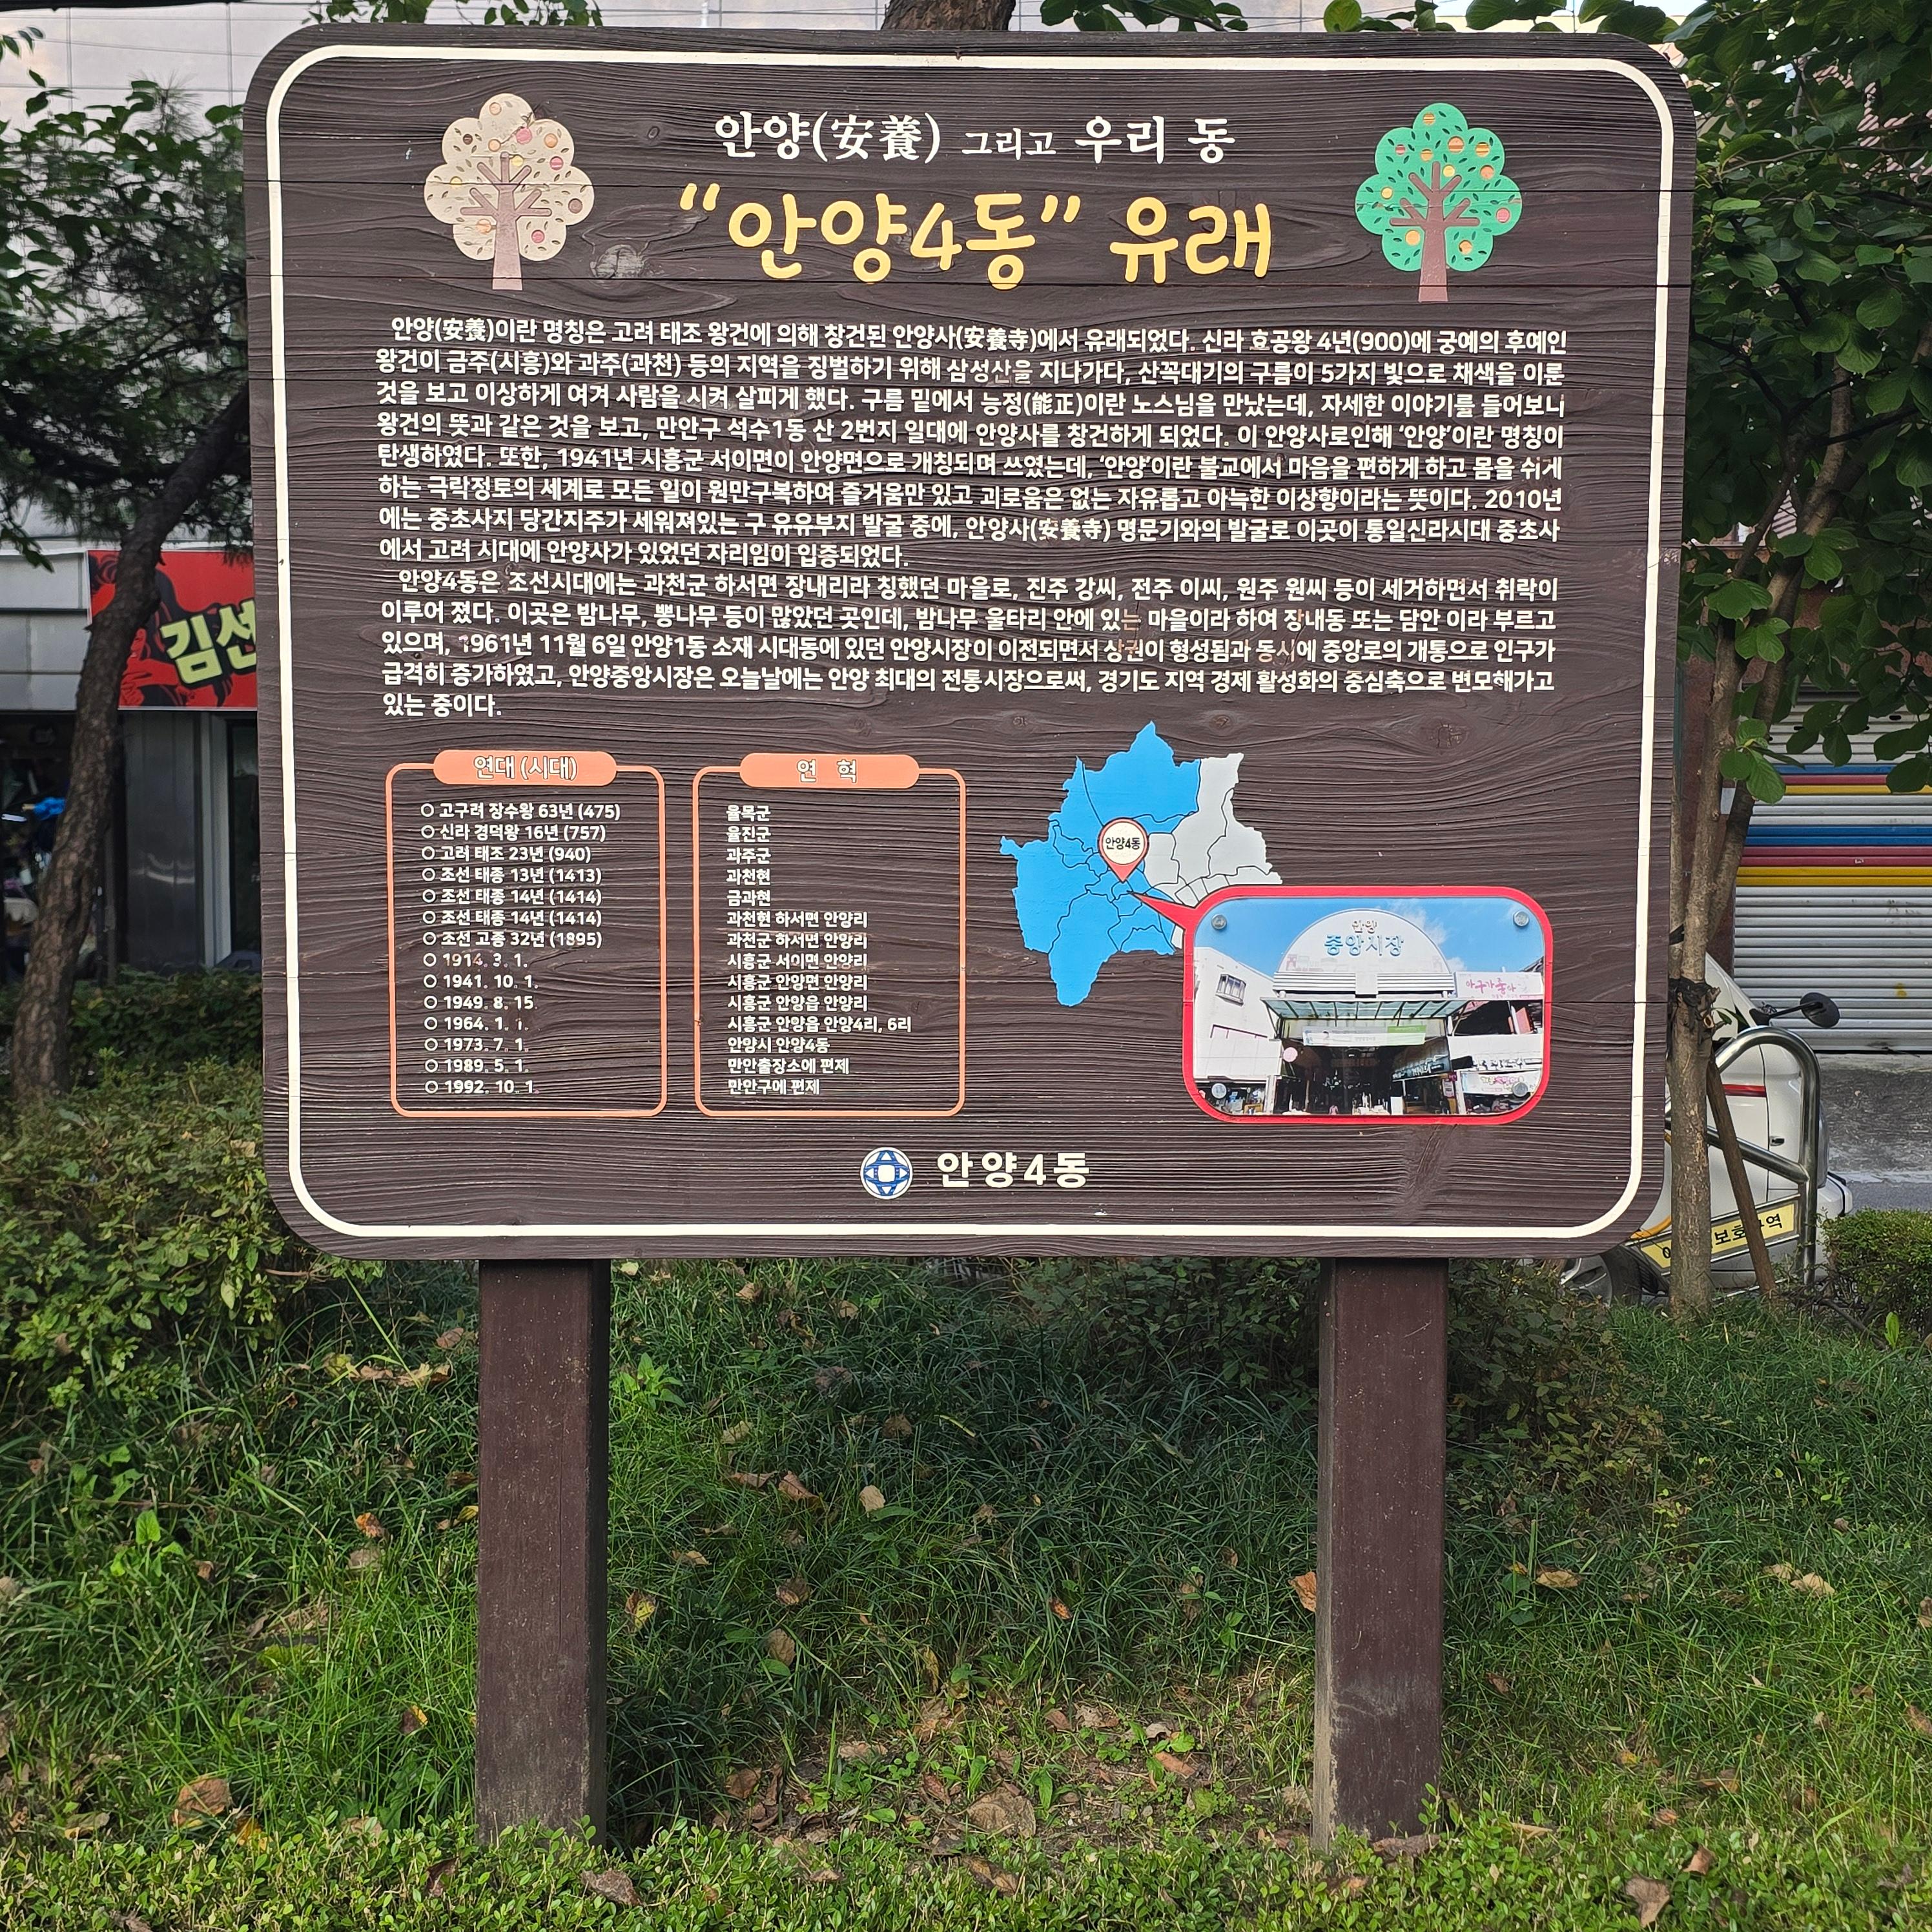 안양(安養) 그리고 우리 동
“안양4동” 유래
안양(安養)이란 명칭은 고려 태조 왕건에 의해 창건된 안양사(安養寺)에서 유래되었다. 신라 효공왕 4년(900)에 궁예의 후예인
왕건이 금주(시흥)와 과주(과천) 등의 지역을 징벌하기 위해 삼성산을 지나가다, 산꼭대기의 구름이 5가지 빛으로 채색을 이룬
것을 보고 이상하게 여겨 사람을 시켜 살피게 했다. 구름 밑에서 능정(能正)이란 노스님을 만났는데, 자세한 이야기를 들어보니
왕건의 뜻과 같은 것을 보고, 만안구 석수1동 산 2번지 일대에 안양사를 창건하게 되었다. 이 안양사로인해 ‘안양’이란 명칭이
탄생하였다. 또한, 1941년 시흥군 서이면이 안양면으로 개칭되며 쓰였는데, ‘안양’이란 불교에서 마음을 편하게 하고 몸을 쉬게
하는 극락정토의 세계로 모든 일이 원만구복하여 즐거움만 있고 괴로움은 없는 자유롭고 아늑한 이상향이라는 뜻이다. 2010년
에는 중초사지 당간지주가 세워져있는 구 유유부지 발굴 중에, 안양사(安養寺) 명문기와의 발굴로 이곳이 통일신라시대 중초사
에서 고려 시대에 안양사가 있었던 자리임이 입증되었다.
안양4동은 조선시대에는 과천군 하서면 장내리라 칭했던 마을로, 진주 강씨, 전주 이씨, 원주 원씨 등이 세거하면서 취락이
이루어 졌다. 이곳은 밤나무, 뽕나무 등이 많았던 곳인데, 밤나무 울타리 안에 있는 마을이라 하여 장내동 또는 담안 이라 부르고
있으며, 1961년 11월 6일 안양1동 소재 시대동에 있던 안양시장이 이전되면서 상권이 형성됨과 동시에 중앙로의 개통으로 인구가
급격히 증가하였고, 안양중앙시장은 오늘날에는 안양 최대의 전통시장으로써, 경기도 지역 경제 활성화의 중심축으로 변모해가고
있는 중이다.
연대(시대)
○ 고구려 장수왕 63년 (475)
○ 신라 경덕왕 16년 (757)
○ 고려 태조 23년 (940)
○ 조선 태종 13년 (1413)
○ 조선 태종 14년 (1414)
○ 조선 태종 14년 (1414)
○ 조선 고종 32년 (1895)
○ 1914. 3. 1.
○ 1941. 10. 1.
○ 1949. 8. 15.
○ 1964. 1. 1.
○ 1973. 7. 1.
○ 1989. 5. 1.
○ 1992. 10. 1.
연 혁
율목군
율진군
과주군
과천현
금과현
과천현 하서면 안양리
과천군 하서면 안양리
시흥군 서이면 안양리
시흥군 안양면 안양리
시흥군 안양읍 안양리
시흥군 안양읍 안양4리, 6리
안양시 안양4동
만안출장소에 편제
만안구에 편제
안양4동
안양
중앙시장
안양4동
김